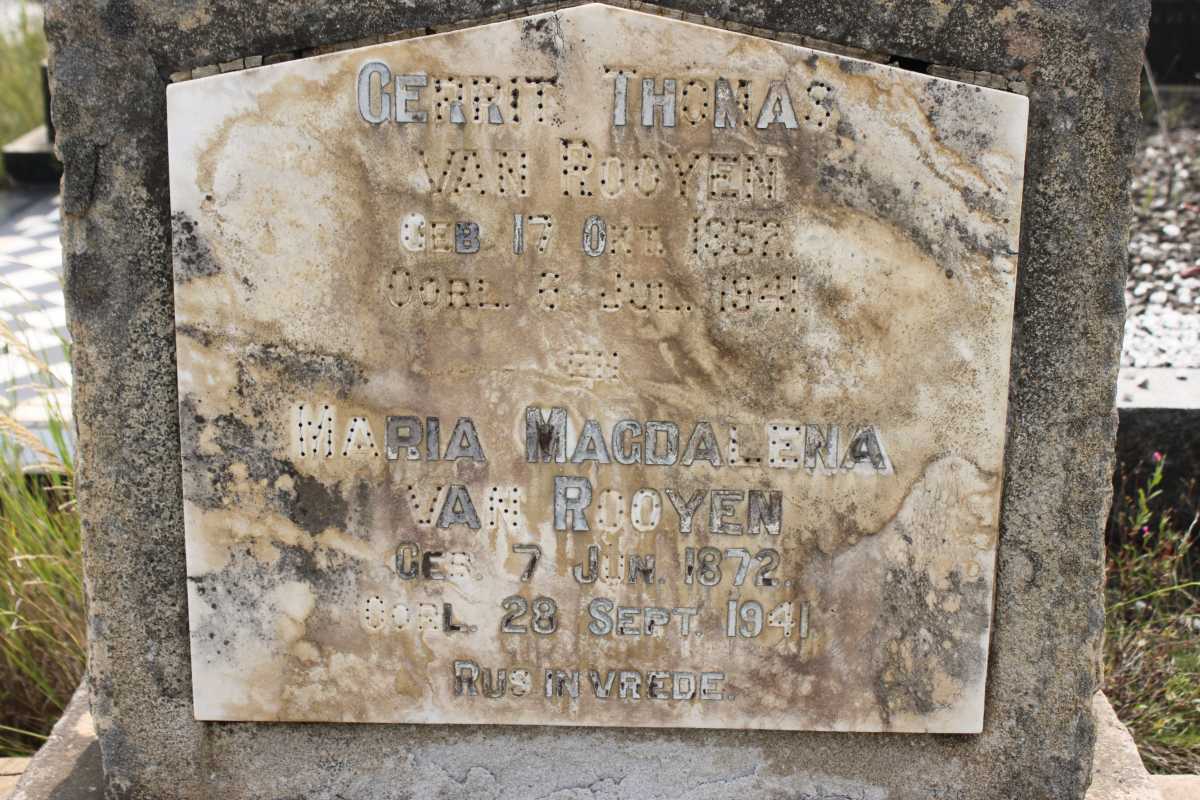 GERRIT THOMAS
VAN ROOYEN
GEB. 17 OKT. 1852.
OORL. 6 JUL. 1941.
EN
MARIA MAGDALENA
VAN ROOYEN
GEB. 7 JUN. 1872.
OORL. 28 SEPT. 1941.
RUS IN VREDE.